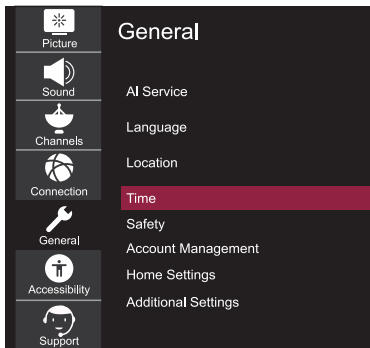 Picture
Sound
Channels
Connection
General
Accessibility
Support
General
AI Service
Language
Location
Time
Safety
Account Management
Home Settings
Additional Settings